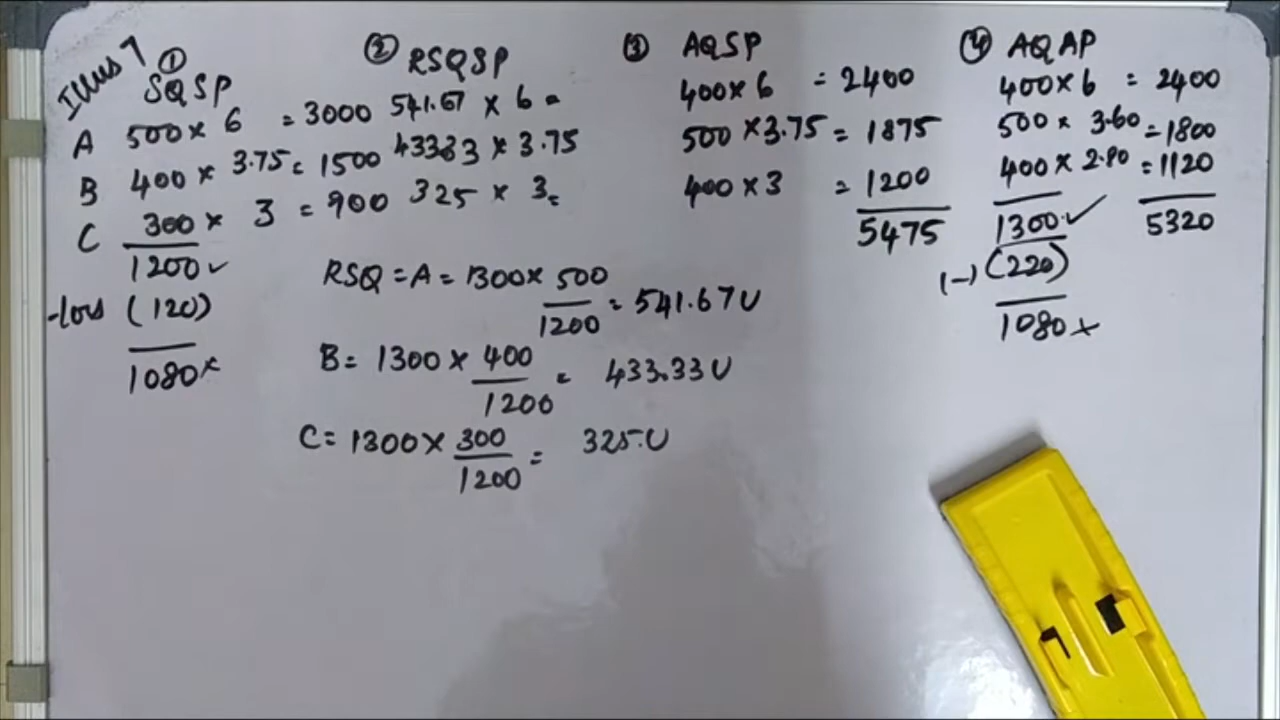 Illus 7
① ② ③ ④
SQSP RSQSP AQSP AQAP
A 500 × 6 = 3000 541.67 × 6 = 400 × 6 = 2400 400 × 6 = 2400
B 400 × 3.75 = 1500 43333 × 3.75 500 × 3.75 = 1875 500 × 3.60 = 1800
C 300 × 3 = 900 325 × 3 = 400 × 3 = 1200 400 × 2.80 = 1120
1200 ✓ 5475 1300 ✓ 5320
-loss (120) (-) (220)
1080 × 1080 ×
RSQ = A = 1300 × 500
1200 = 541.67 U
B = 1300 × 400
1200 = 433.33 U
C = 1300 × 300
1200 = 325.U